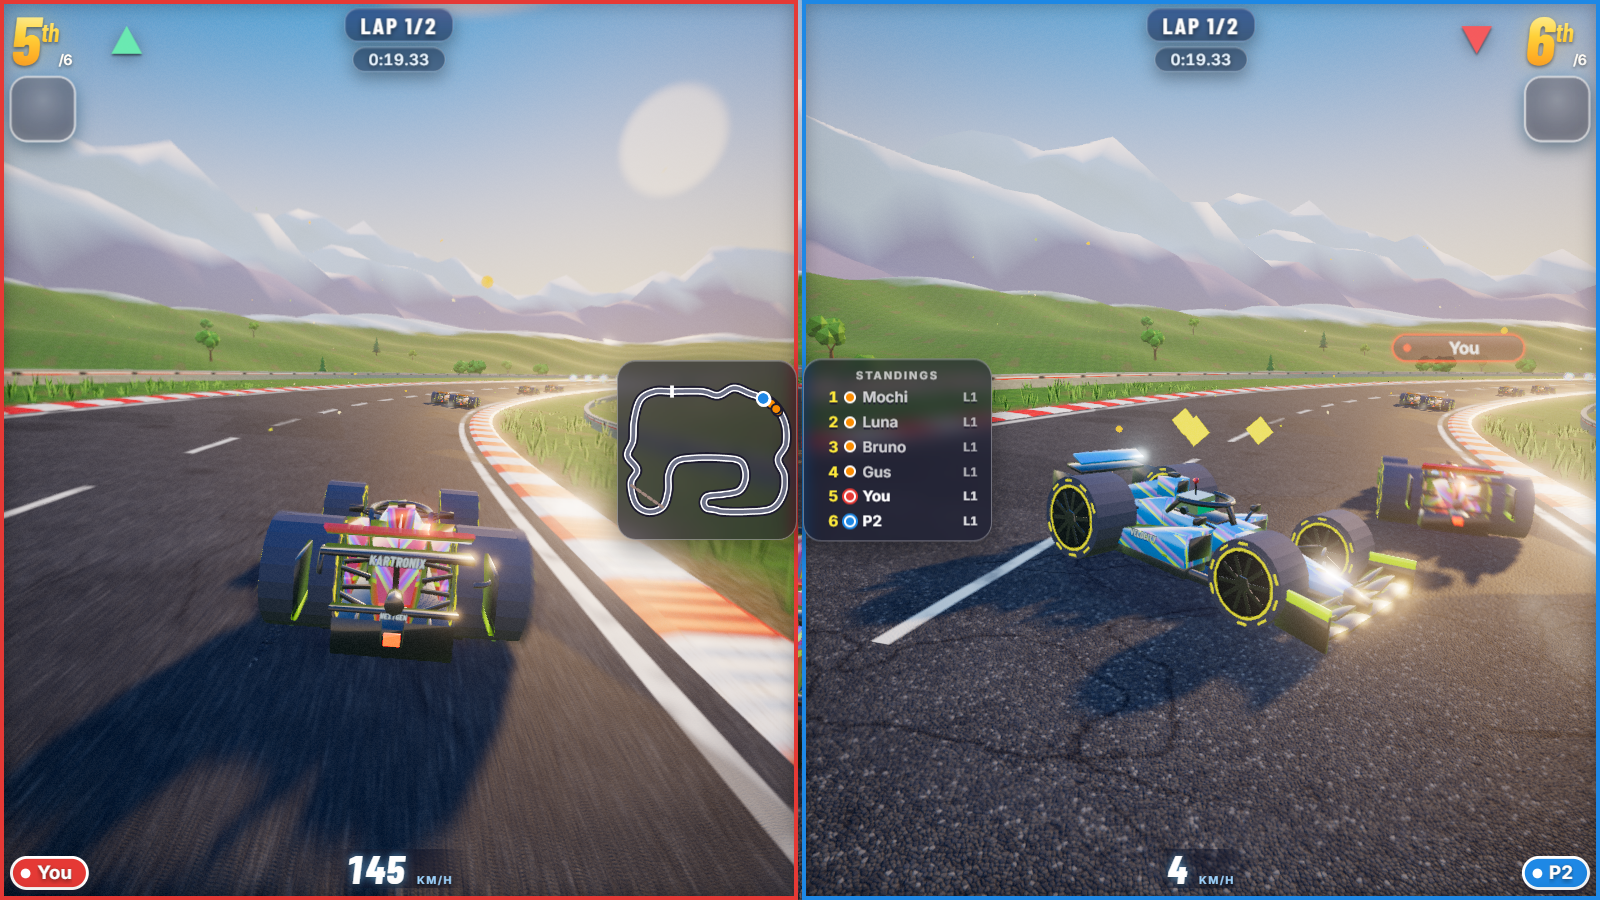 5th
/6
LAP 1/2
0:19.33
LAP 1/2
0:19.33
6th
/6
You
STANDINGS
1 Mochi L1
2 Luna L1
3 Bruno L1
4 Gus L1
5 You L1
6 P2 L1
KARTRONIX
You
145 KM/H
4 KM/H
P2